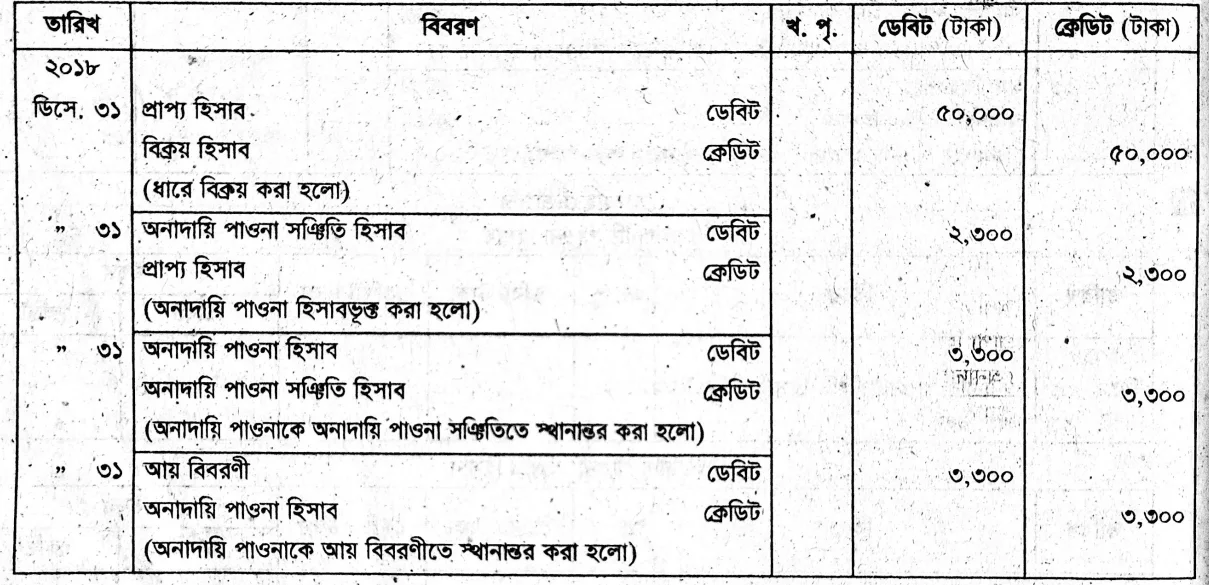 তারিখ বিবরণ খ. পৃ. ডেবিট (টাকা) ক্রেডিট (টাকা)
২০১৮
ডিসে. ৩১ প্রাপ্য হিসাব ডেবিট ৫০,০০০
বিক্রয় হিসাব ক্রেডিট ৫০,০০০
(ধারে বিক্রয় করা হলো)
” ৩১ অনাদায়ি পাওনা সঞ্চিতি হিসাব ডেবিট ২,৩০০
প্রাপ্য হিসাব ক্রেডিট ২,৩০০
(অনাদায়ি পাওনা হিসাবভূক্ত করা হলো)
” ৩১ অনাদায়ি পাওনা হিসাব ডেবিট ৩,৩০০
অনাদায়ি পাওনা সঞ্চিতি হিসাব ক্রেডিট ৩,৩০০
(অনাদায়ি পাওনাকে অনাদায়ি পাওনা সঞ্চিতিতে স্থানান্তর করা হলো)
” ৩১ আয় বিবরণী ডেবিট ৩,৩০০
অনাদায়ি পাওনা হিসাব ক্রেডিট ৩,৩০০
(অনাদায়ি পাওনাকে আয় বিবরণীতে স্থানান্তর করা হলো)